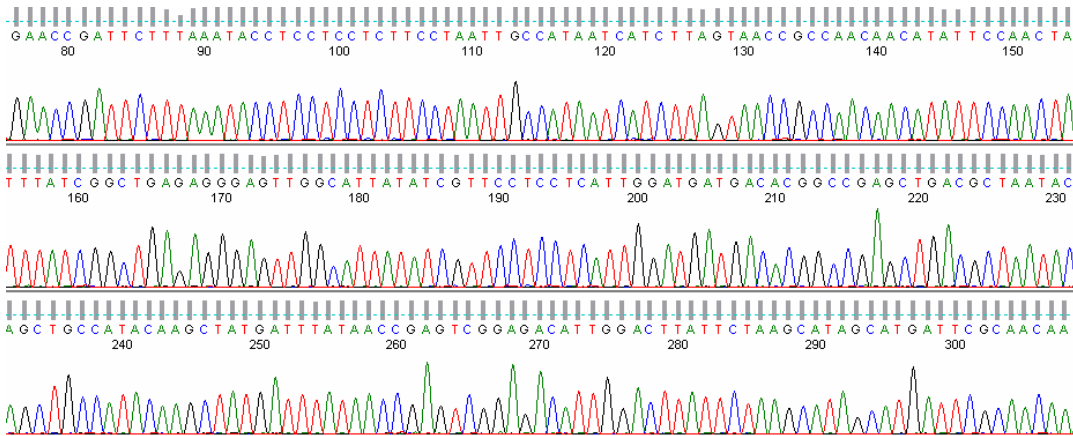 GAACCGATTCTTTAAATACCTCCTCCTCTTCCTAATTGCCATAATCATCTTAGTAACCGCCAACAACATATTCCAACTA
80 90 100 110 120 130 140 150
TTTATCGGCTGAGAGGGAGTTGGCATTATATCGTTCCTCCTCATTGGATGATGACACGGCCGAGCTGACGCTAATAC
160 170 180 190 200 210 220 230
AGCTGCCATACAAGCTATGATTTATAACCGAGTCGGAGACATTGGACTTATTCTAAGCATAGCATGATTCGCAACAA
240 250 260 270 280 290 300